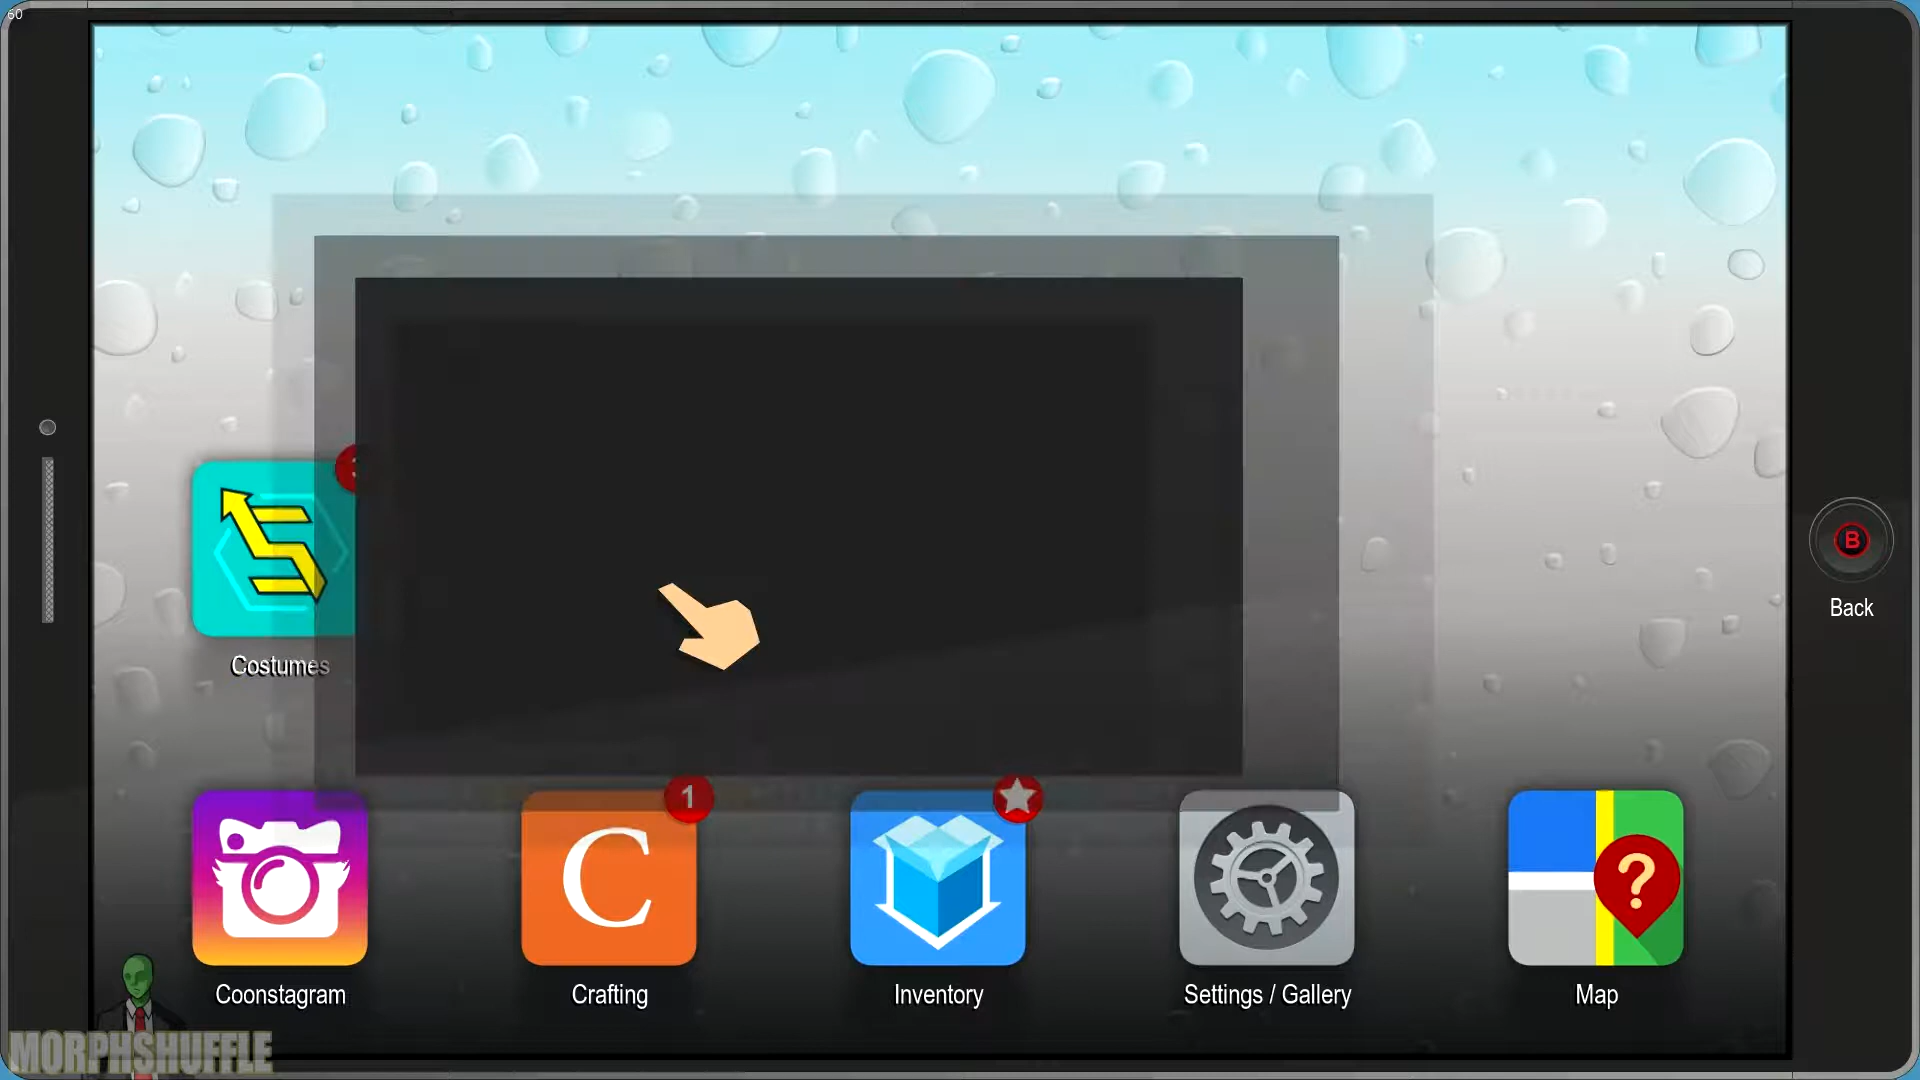 60
B
Back
Costumes
1
C
?
Coonstagram
Crafting
Inventory
Settings / Gallery
Map
MORPHSHUFFLE